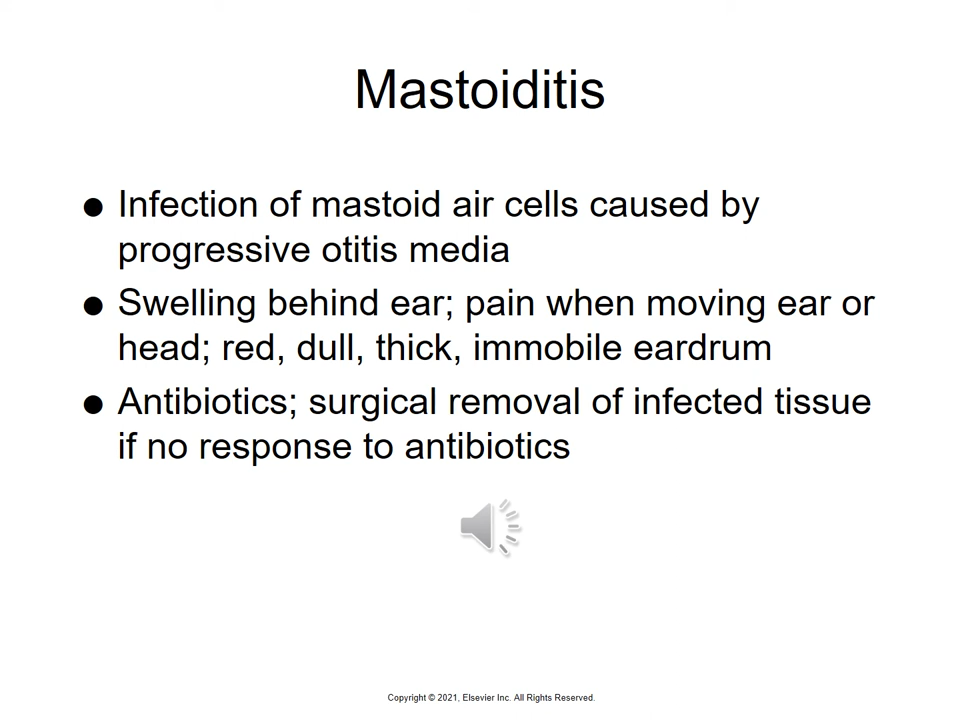 Mastoiditis
● Infection of mastoid air cells caused by
progressive otitis media
● Swelling behind ear; pain when moving ear or
head; red, dull, thick, immobile eardrum
● Antibiotics; surgical removal of infected tissue
if no response to antibiotics
Copyright © 2021, Elsevier Inc. All Rights Reserved.